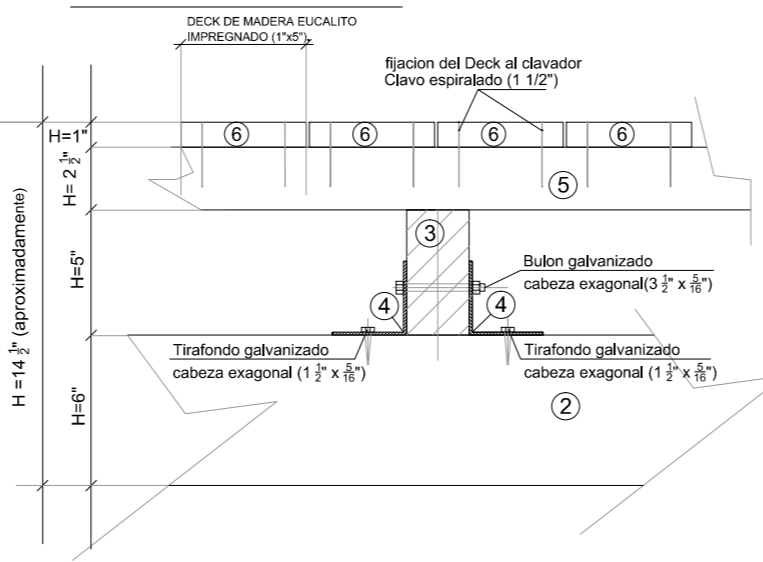 DECK DE MADERA EUCALITO
IMPREGNADO (1"x5")
fijacion del Deck al clavador
Clavo espiralado (1 1/2")
H=1"
6
6
6
6
H= 2 1/2"
5
H =14 1/2" (aproximadamente)
H=5"
3
Bulon galvanizado
cabeza exagonal(3 1/2" x 5/16")
4
4
Tirafondo galvanizado
cabeza exagonal (1 1/2" x 5/16")
Tirafondo galvanizado
cabeza exagonal (1 1/2" x 5/16")
H=6"
2